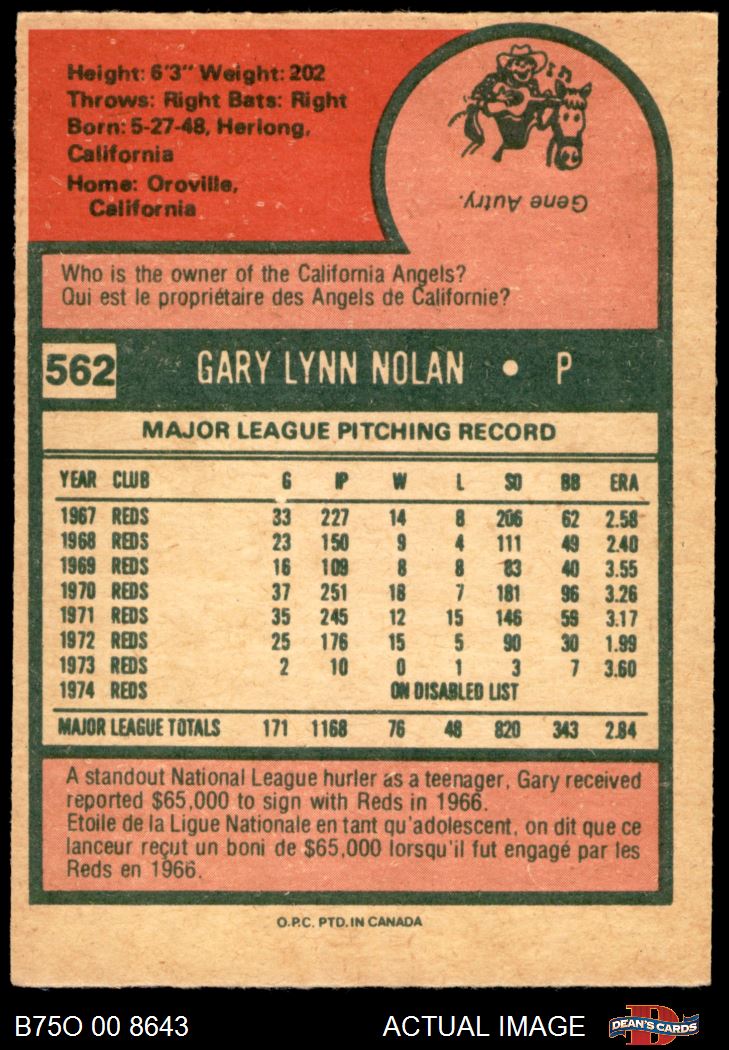 Height: 6'3" Weight: 202
Throws: Right Bats: Right
Born: 5-27-48, Herlong,
California
Home: Oroville,
California
Gene Autry.
Who is the owner of the California Angels?
Qui est le propriétaire des Angels de Californie?
562 GARY LYNN NOLAN • P
MAJOR LEAGUE PITCHING RECORD
YEAR CLUB G IP W L SO BB ERA
1967 REDS 33 227 14 8 206 62 2.58
1968 REDS 23 150 9 4 111 49 2.40
1969 REDS 16 109 8 8 83 40 3.55
1970 REDS 37 251 18 7 181 96 3.26
1971 REDS 35 245 12 15 146 59 3.17
1972 REDS 25 176 15 5 90 30 1.99
1973 REDS 2 10 0 1 3 7 3.60
1974 REDS ON DISABLED LIST
MAJOR LEAGUE TOTALS 171 1168 76 48 820 343 2.84
A standout National League hurler as a teenager, Gary received
reported $65,000 to sign with Reds in 1966.
Etoile de la Ligue Nationale en tant qu'adolescent, on dit que ce
lanceur reçut un boni de $65,000 lorsqu'il fut engagé par les
Reds en 1966.
O.P.C. PTD. IN CANADA
B75O 00 8643 ACTUAL IMAGE DEAN'S CARDS